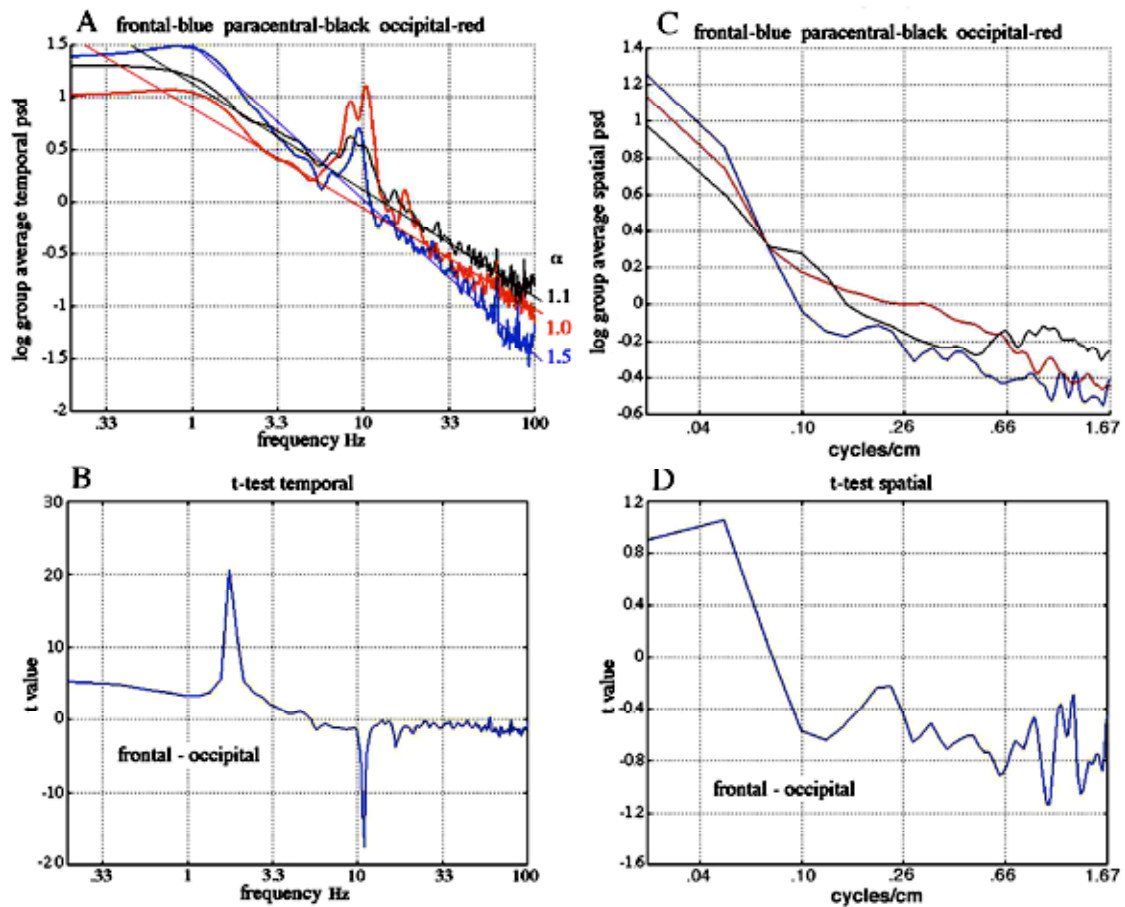 A frontal-blue paracentral-black occipital-red
log group average temporal psd
1.5
1
0.5
0
-0.5
-1
-1.5
-2
α
1.1
1.0
1.5
.33 1 3.3 10 33 100
frequency Hz
C frontal-blue paracentral-black occipital-red
log group average spatial psd
1.4
1.2
1
0.8
0.6
0.4
0.2
0
-0.2
-0.4
-0.6
.04 .10 .26 .66 1.67
cycles/cm
B t-test temporal
t value
30
20
10
0
-10
-20
frontal - occipital
.33 1 3.3 10 33 100
frequency Hz
D t-test spatial
t value
1.2
0.8
0.4
0
-0.4
-0.8
-1.2
-1.6
frontal - occipital
.04 .10 .26 .66 1.67
cycles/cm